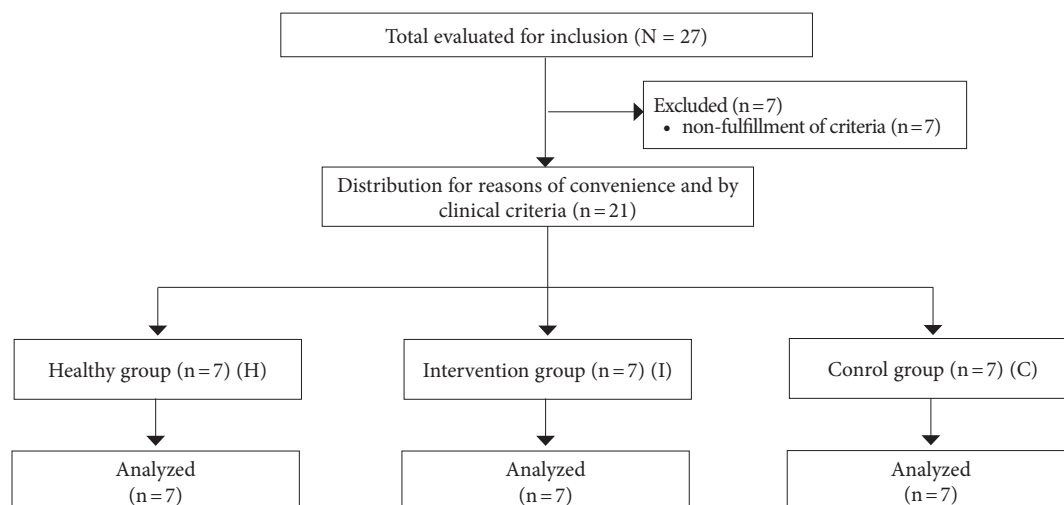 Total evaluated for inclusion (N = 27)
Excluded (n=7)
• non-fulfillment of criteria (n=7)
Distribution for reasons of convenience and by
clinical criteria (n=21)
Healthy group (n=7) (H)
Intervention group (n=7) (I)
Conrol group (n=7) (C)
Analyzed
(n=7)
Analyzed
(n=7)
Analyzed
(n=7)